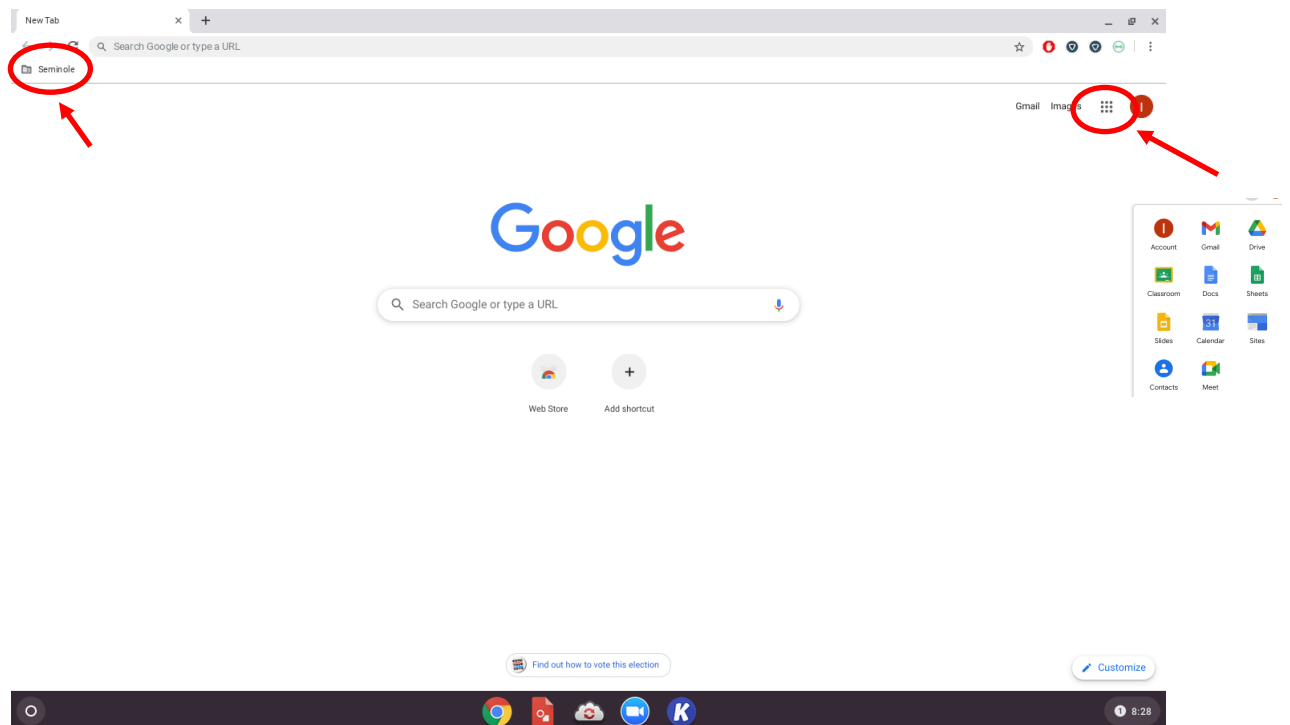 New Tab
Search Google or type a URL
Seminole
Gmail Images
I
Google
Search Google or type a URL
Web Store Add shortcut
I
Account Gmail Drive
Classroom Docs Sheets
31
Slides Calendar Sites
Contacts Meet
Find out how to vote this election
Customize
K
1 8:28